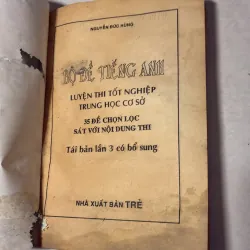 NGUYỄN ĐỨC HÙNG
BỘ ĐỀ TIẾNG ANH
LUYỆN THI TỐT NGHIỆP
TRUNG HỌC CƠ SỞ
35 ĐỀ CHỌN LỌC
SÁT VỚI NỘI DUNG THI
Tái bản lần 3 có bổ sung
NHÀ XUẤT BẢN TRẺ